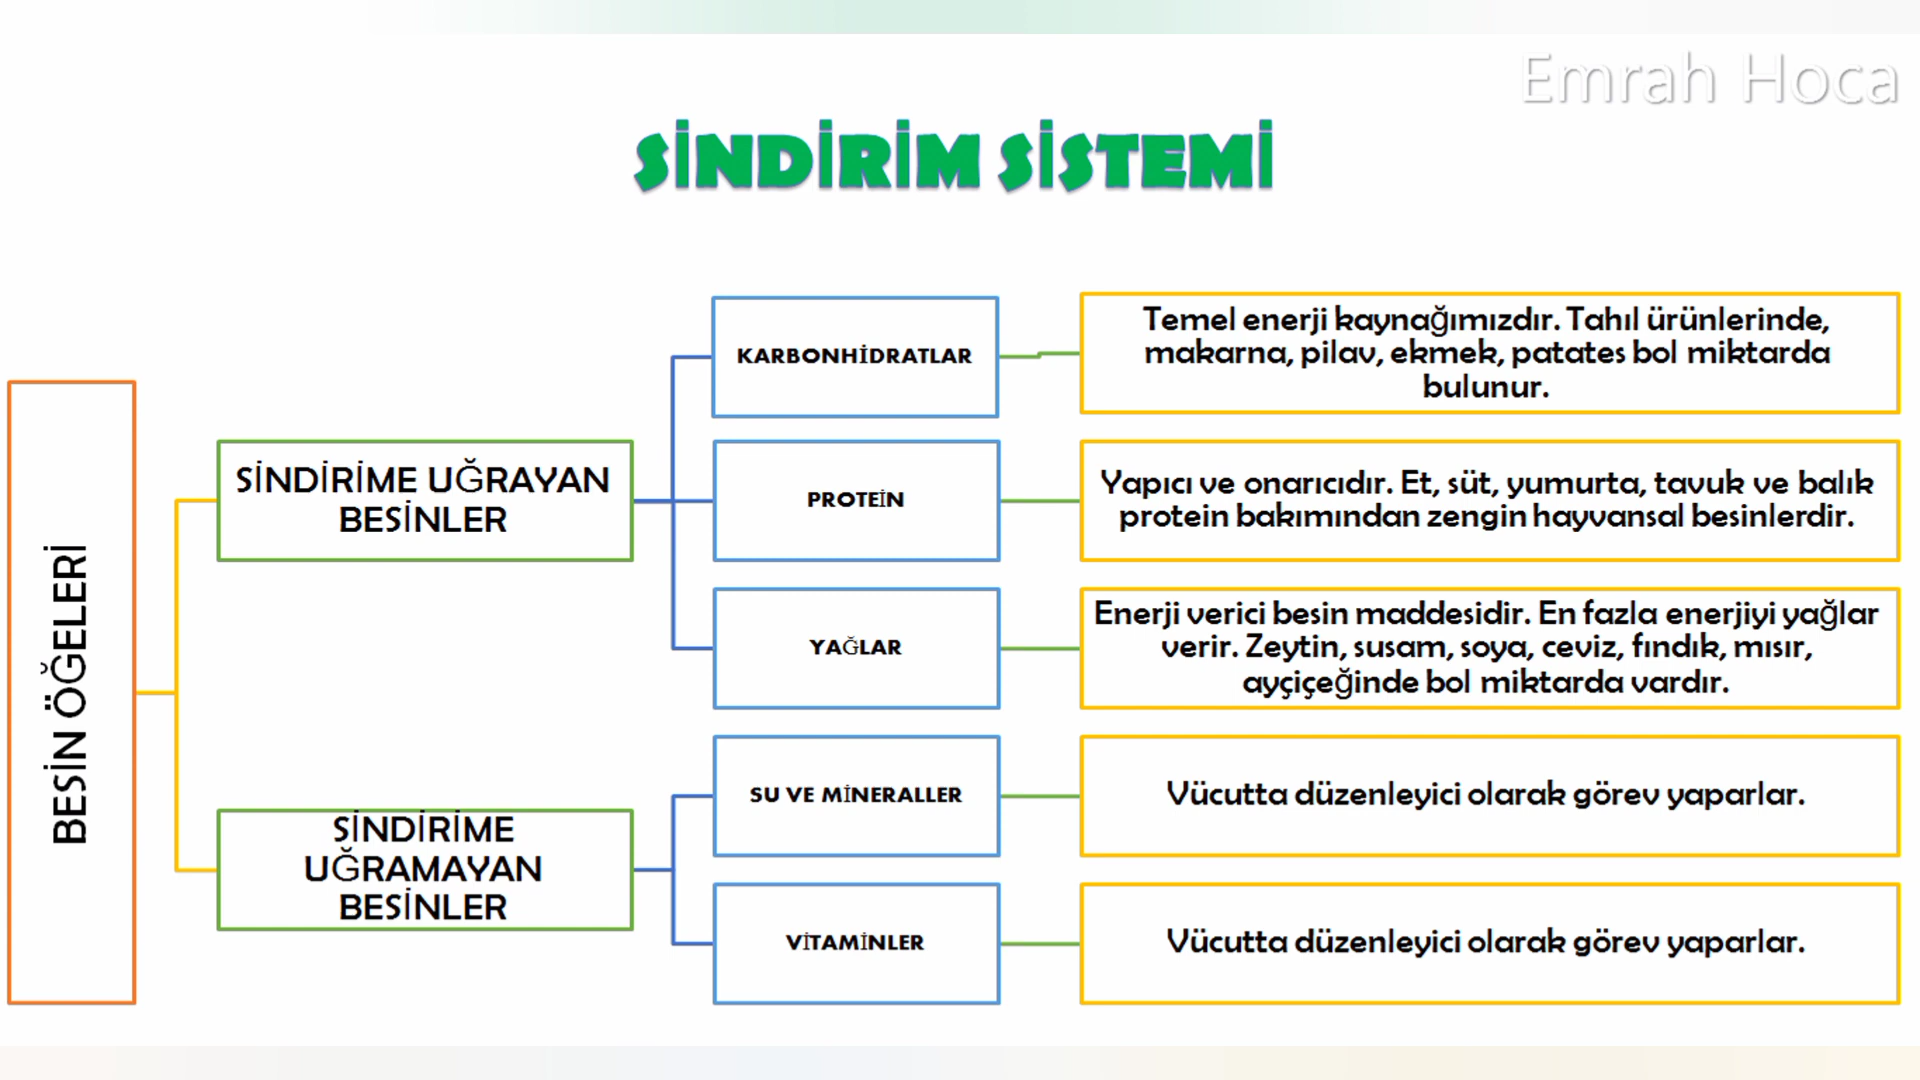 Emrah Hoca
SİNDİRİM SİSTEMİ
BESİN ÖĞELERİ
SİNDİRİME UĞRAYAN
BESİNLER
KARBONHİDRATLAR
Temel enerji kaynağımızdır. Tahıl ürünlerinde,
makarna, pilav, ekmek, patates bol miktarda
bulunur.
PROTEİN
Yapıcı ve onarıcıdır. Et, süt, yumurta, tavuk ve balık
protein bakımından zengin hayvansal besinlerdir.
YAĞLAR
Enerji verici besin maddesidir. En fazla enerjiyi yağlar
verir. Zeytin, susam, soya, ceviz, fındık, mısır,
ayçiçeğinde bol miktarda vardır.
SİNDİRİME
UĞRAMAYAN
BESİNLER
SU VE MİNERALLER
Vücutta düzenleyici olarak görev yaparlar.
VİTAMİNLER
Vücutta düzenleyici olarak görev yaparlar.